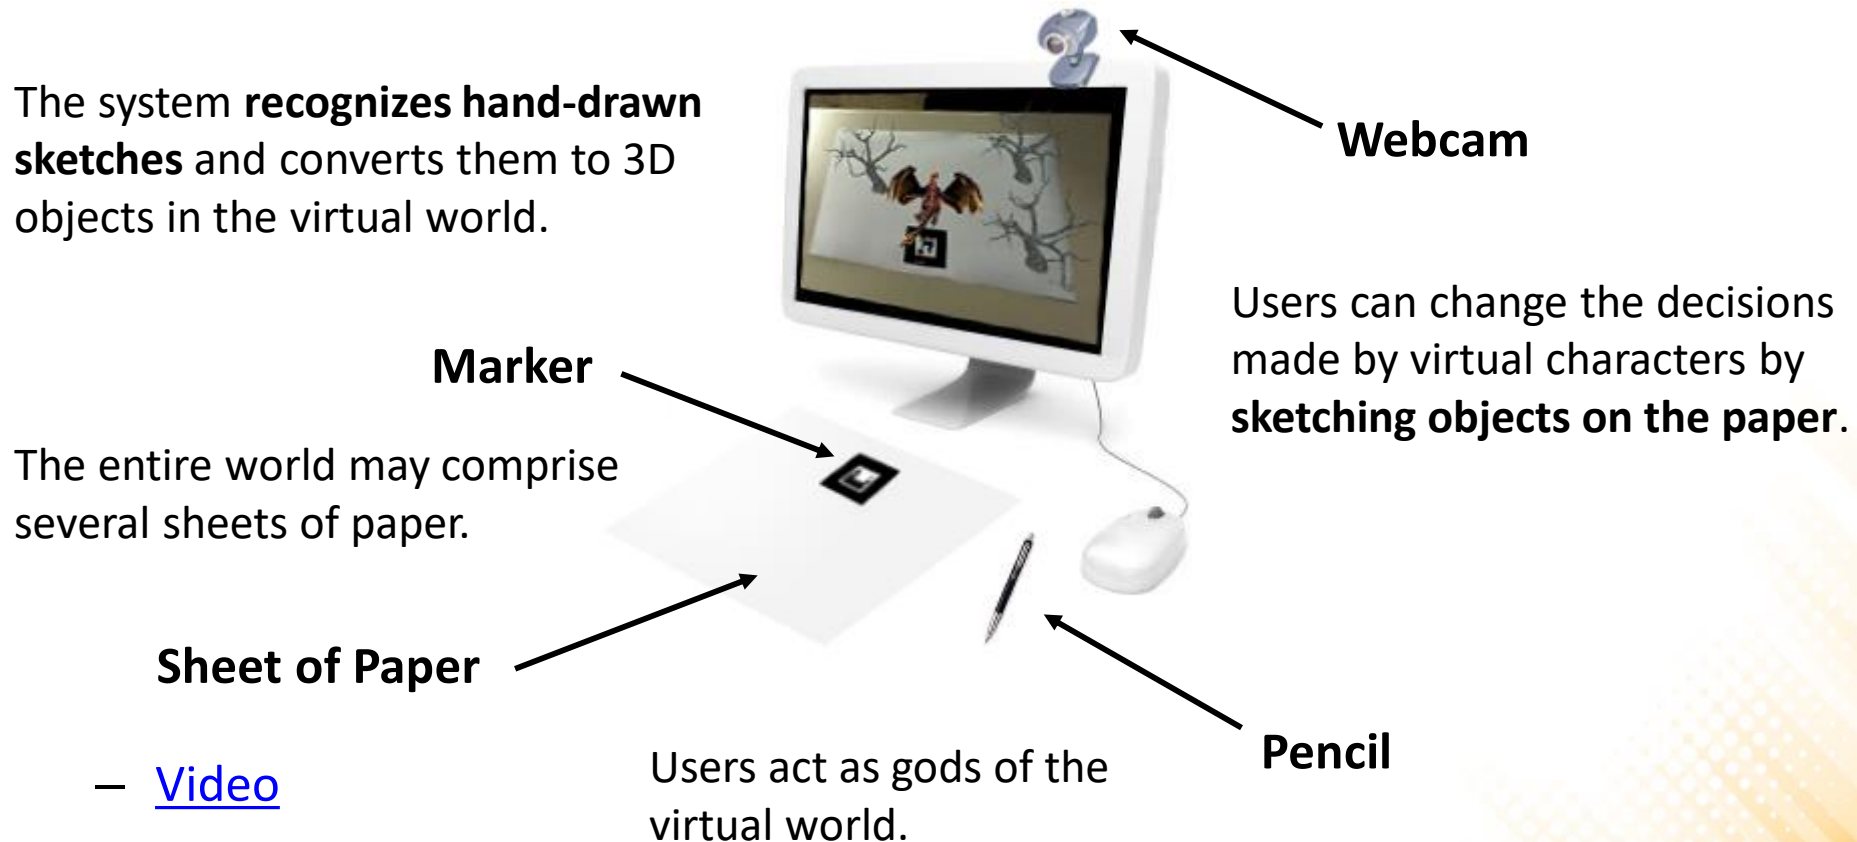 The system recognizes hand-drawn
sketches and converts them to 3D
objects in the virtual world.
Webcam
Users can change the decisions
made by virtual characters by
sketching objects on the paper.
Marker
The entire world may comprise
several sheets of paper.
Sheet of Paper
Pencil
– Video
Users act as gods of the
virtual world.